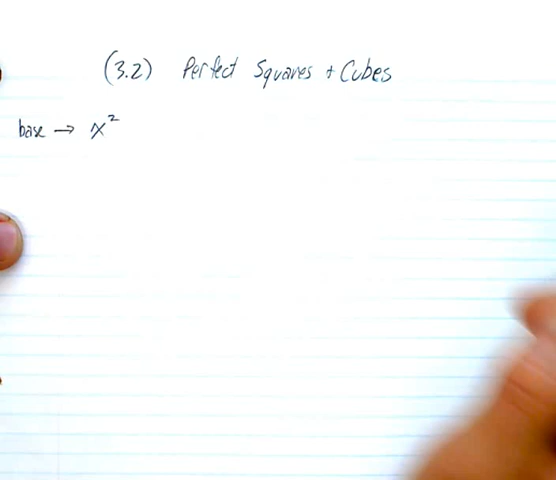 (3.2) Perfect Squares + Cubes
base → x²